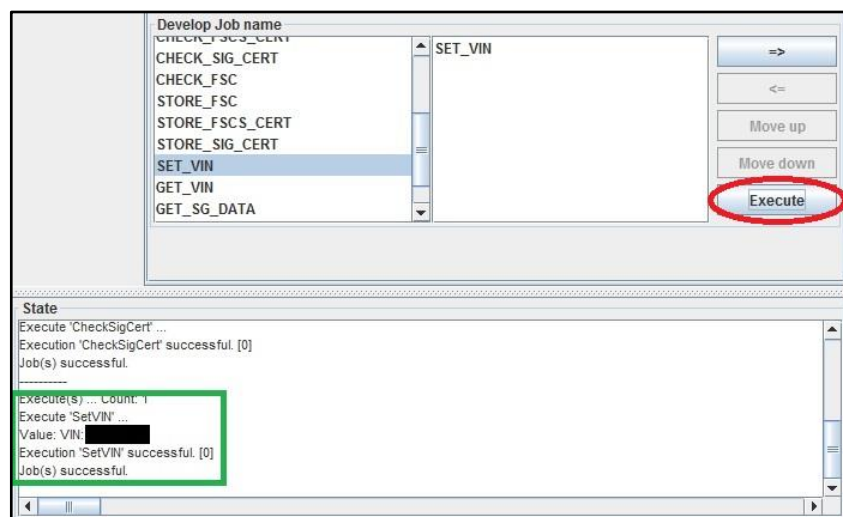 Develop Job name
CHECK_FSCS_CERT
CHECK_SIG_CERT
CHECK_FSC
STORE_FSC
STORE_FSCS_CERT
STORE_SIG_CERT
SET_VIN
GET_VIN
GET_SG_DATA
SET_VIN
=>
<=
Move up
Move down
Execute
State
Execute 'CheckSigCert' ...
Execution 'CheckSigCert' successful. [0]
Job(s) successful.
----------
Execute(s) ... Count: 1
Execute 'SetVIN' ...
Value: VIN:
Execution 'SetVIN' successful. [0]
Job(s) successful.